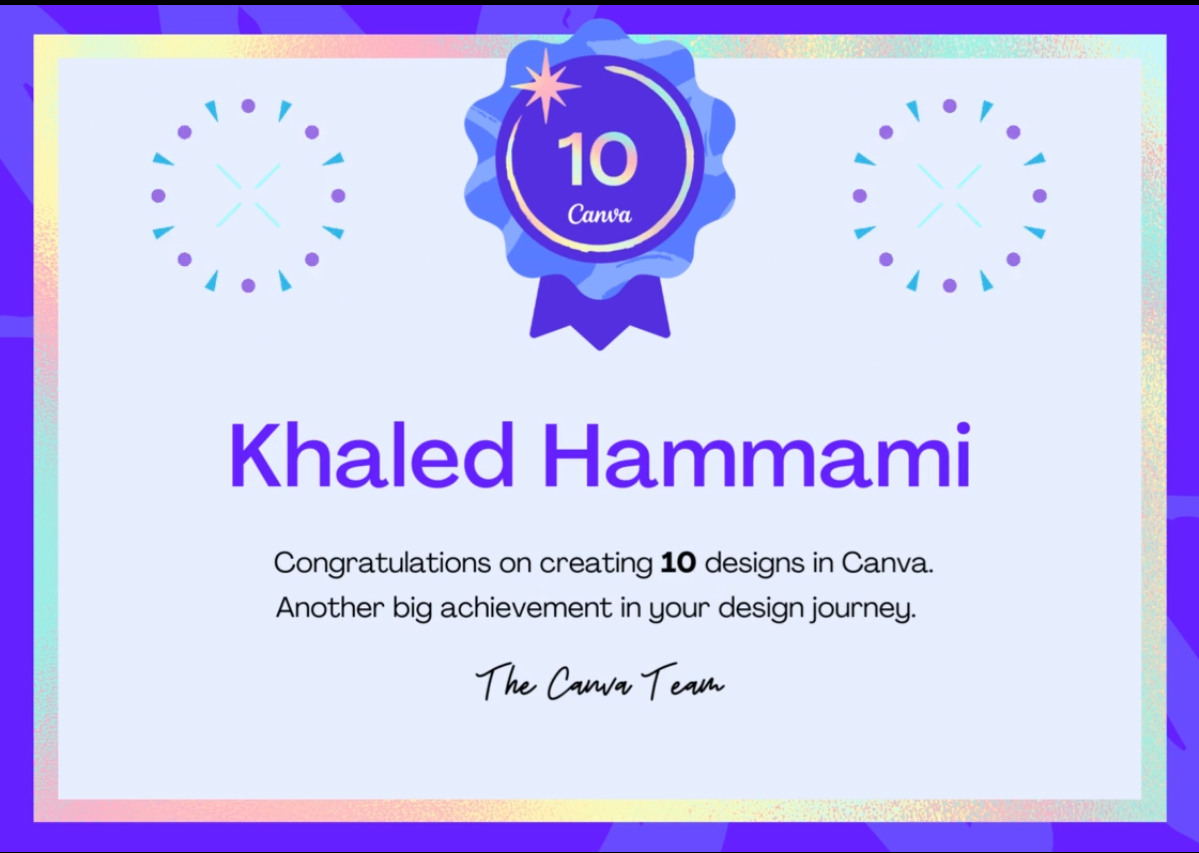 10
Canva
Khaled Hammami
Congratulations on creating 10 designs in Canva.
Another big achievement in your design journey.
The Canva Team